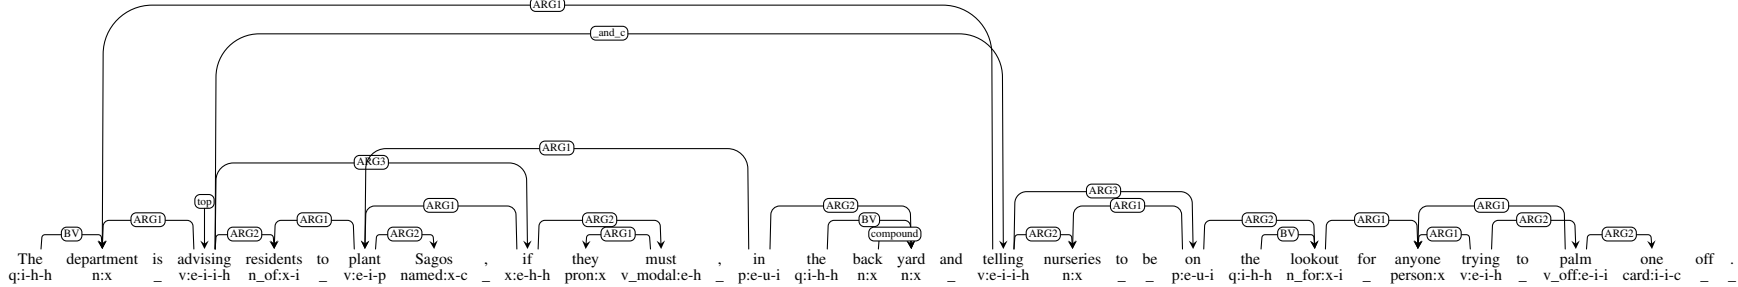 ARG1
_and_c
ARG1
ARG3
top
ARG3
ARG1 ARG2 ARG1 ARG1
BV ARG1 ARG1 ARG2 BV ARG1 ARG2 ARG1 ARG2
BV ARG2 ARG2 ARG1 compound ARG2 BV ARG1 ARG2
The department is advising residents to plant Sagos , if they must , in the back yard and telling nurseries to be on the lookout for anyone trying to palm one off .
q:i-h-h n:x _ v:e-i-i-h n_of:x-i _ v:e-i-p named:x-c _ x:e-h-h pron:x v_modal:e-h _ p:e-u-i q:i-h-h n:x n:x _ v:e-i-i-h n:x _ _ p:e-u-i q:i-h-h n_for:x-i _ person:x v:e-i-h _ v_off:e-i-i card:i-i-c _ _